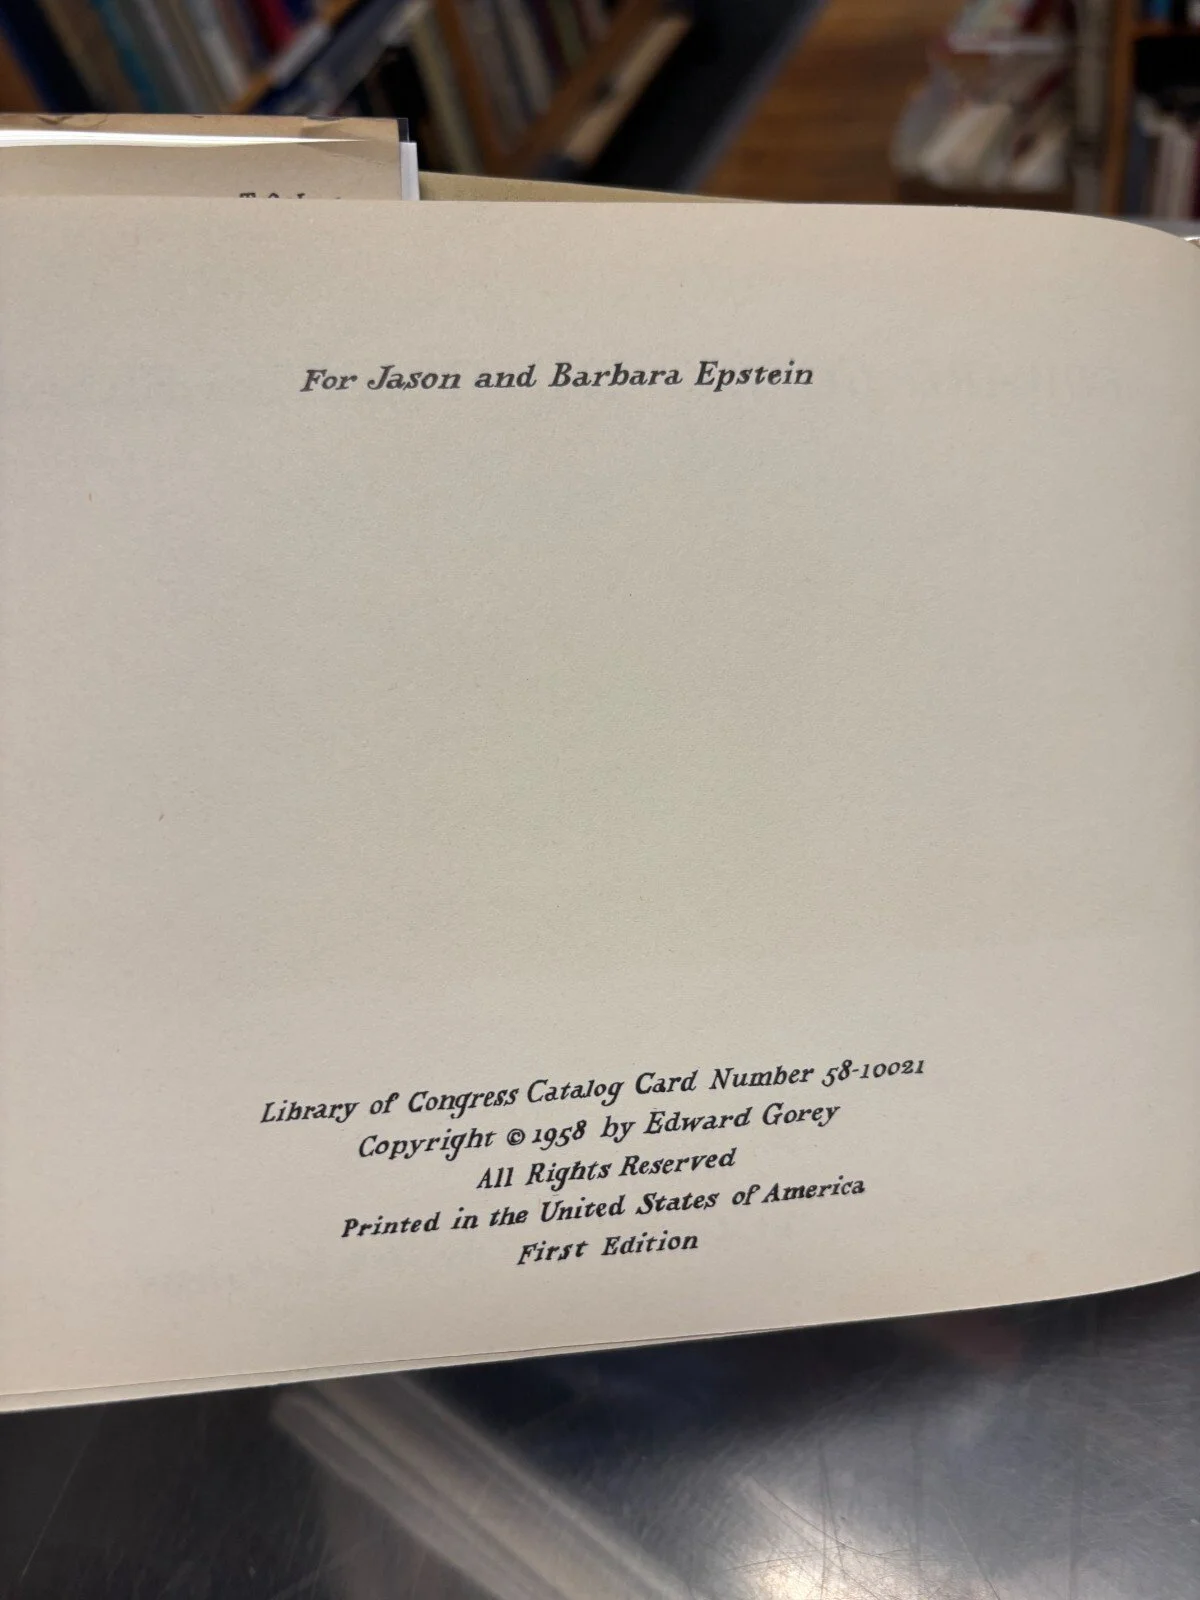 For Jason and Barbara Epstein
Library of Congress Catalog Card Number 58-10021
Copyright © 1958 by Edward Gorey
All Rights Reserved
Printed in the United States of America
First Edition